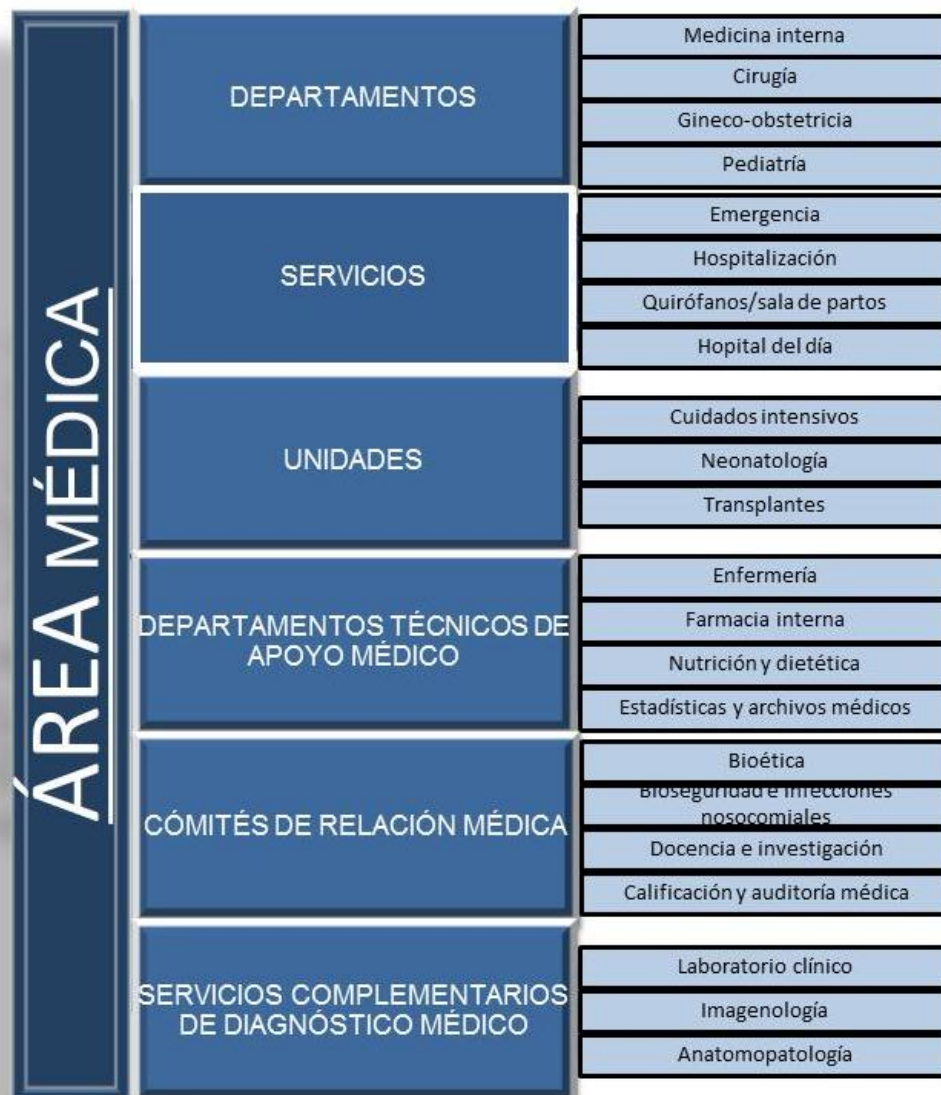 ÁREA MÉDICA
DEPARTAMENTOS
Medicina interna
Cirugía
Gineco-obstetricia
Pediatría
SERVICIOS
Emergencia
Hospitalización
Quirófanos/sala de partos
Hopital del día
UNIDADES
Cuidados intensivos
Neonatología
Transplantes
DEPARTAMENTOS TÉCNICOS DE
APOYO MÉDICO
Enfermería
Farmacia interna
Nutrición y dietética
Estadísticas y archivos médicos
CÓMITÉS DE RELACIÓN MÉDICA
Bioética
Bioseguridad e infecciones
nosocomiales
Docencia e investigación
Calificación y auditoría médica
SERVICIOS COMPLEMENTARIOS
DE DIAGNÓSTICO MÉDICO
Laboratorio clínico
Imagenología
Anatomopatología